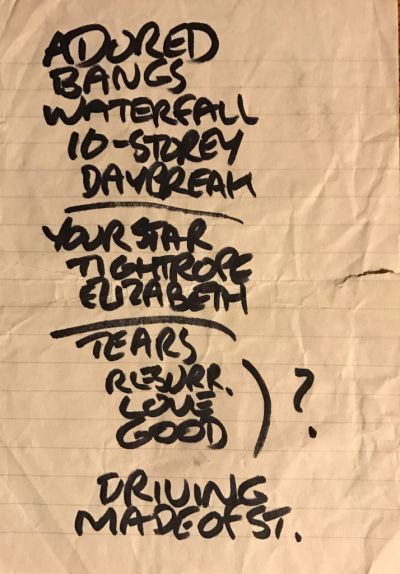 ADORED
BANGS
WATERFALL
10-STOREY
DAYBREAK
YOUR STAR
TIGHTROPE
ELIZABETH
TEARS
RESURR.
LOVE
GOOD
) ?
DRIVING
MADE OF ST.